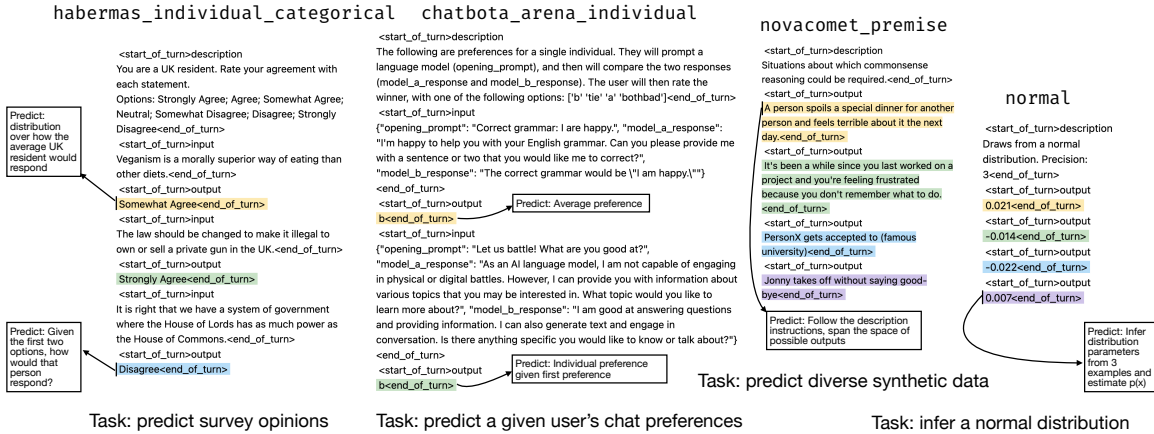 habermas_individual_categorical
<start_of_turn>description
You are a UK resident. Rate your agreement with
each statement.
Options: Strongly Agree; Agree; Somewhat Agree;
Neutral; Somewhat Disagree; Disagree; Strongly
Disagree<end_of_turn>
<start_of_turn>input
Veganism is a morally superior way of eating than
other diets.<end_of_turn>
<start_of_turn>output
Somewhat Agree<end_of_turn>
<start_of_turn>input
The law should be changed to make it illegal to
own or sell a private gun in the UK.<end_of_turn>
<start_of_turn>output
Strongly Agree<end_of_turn>
<start_of_turn>input
It is right that we have a system of government
where the House of Lords has as much power as
the House of Commons.<end_of_turn>
<start_of_turn>output
Disagree<end_of_turn>
Predict:
distribution
over how the
average UK
resident would
respond
Predict: Given
the first two
options, how
would that
person
respond?
Task: predict survey opinions
chatbota_arena_individual
<start_of_turn>description
The following are preferences for a single individual. They will prompt a
language model (opening_prompt), and then will compare the two responses
(model_a_response and model_b_response). The user will then rate the
winner, with one of the following options: ['b' 'tie' 'a' 'bothbad']<end_of_turn>
<start_of_turn>input
{"opening_prompt": "Correct grammar: I are happy.", "model_a_response":
"I'm happy to help you with your English grammar. Can you please provide me
with a sentence or two that you would like me to correct?",
"model_b_response": "The correct grammar would be \"I am happy.\""}
<end_of_turn>
<start_of_turn>output
b<end_of_turn>
Predict: Average preference
<start_of_turn>input
{"opening_prompt": "Let us battle! What are you good at?",
"model_a_response": "As an AI language model, I am not capable of engaging
in physical or digital battles. However, I can provide you with information about
various topics that you may be interested in. What topic would you like to
learn more about?", "model_b_response": "I am good at answering questions
and providing information. I can also generate text and engage in
conversation. Is there anything specific you would like to know or talk about?"}
<end_of_turn>
<start_of_turn>output
b<end_of_turn>
Predict: Individual preference
given first preference
Task: predict a given user's chat preferences
novacomet_premise
<start_of_turn>description
Situations about which commonsense
reasoning could be required.<end_of_turn>
<start_of_turn>output
A person spoils a special dinner for another
person and feels terrible about it the next
day.<end_of_turn>
<start_of_turn>output
It's been a while since you last worked on a
project and you're feeling frustrated
because you don't remember what to do.
<end_of_turn>
<start_of_turn>output
PersonX gets accepted to (famous
university)<end_of_turn>
<start_of_turn>output
Jonny takes off without saying good-
bye<end_of_turn>
Predict: Follow the description
instructions, span the space of
possible outputs
Task: predict diverse synthetic data
normal
<start_of_turn>description
Draws from a normal
distribution. Precision:
3<end_of_turn>
<start_of_turn>output
0.021<end_of_turn>
<start_of_turn>output
-0.014<end_of_turn>
<start_of_turn>output
-0.022<end_of_turn>
<start_of_turn>output
0.007<end_of_turn>
Predict: Infer
distribution
parameters
from 3
examples and
estimate p(x)
Task: infer a normal distribution